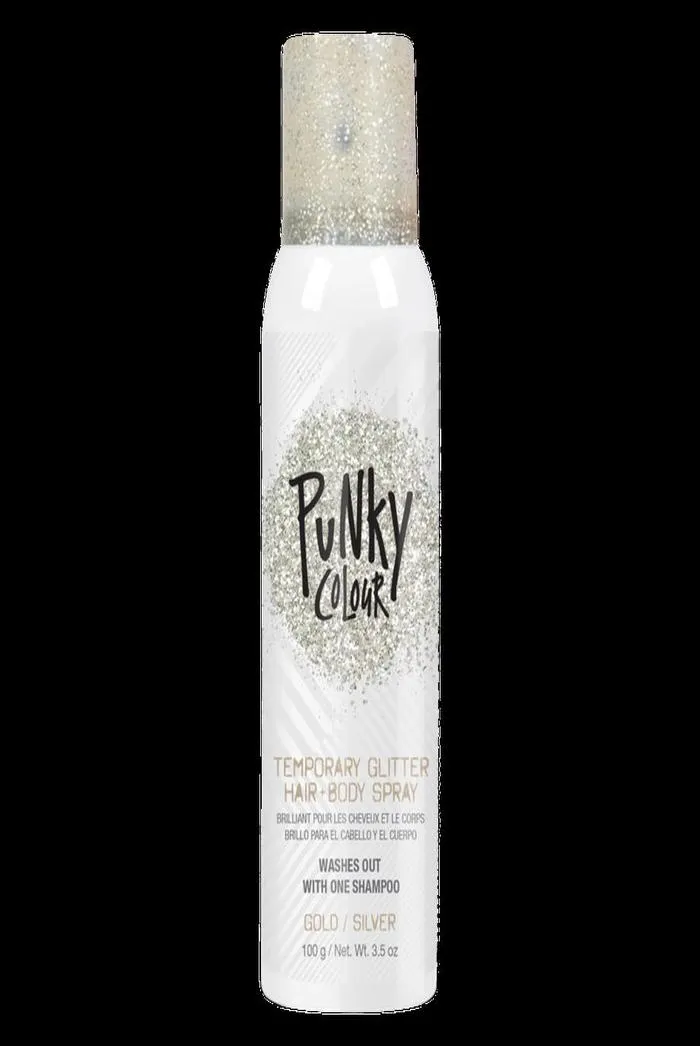 PUNKY
COLOUR
TEMPORARY GLITTER
HAIR + BODY SPRAY
BRILLIANT POUR LES CHEVEUX ET LE CORPS
BRILLO PARA EL CABELLO Y EL CUERPO
WASHES OUT
WITH ONE SHAMPOO
GOLD / SILVER
100 g / Net. Wt. 3.5 oz